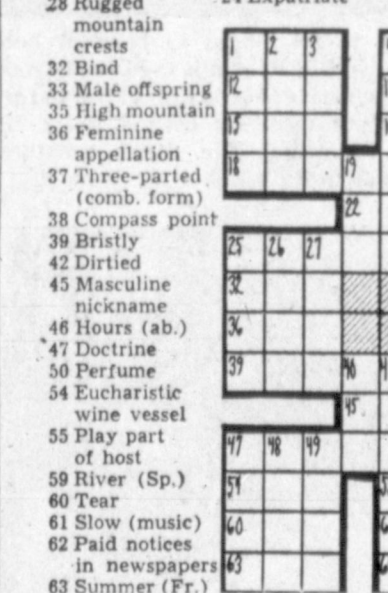 28 Rugged
mountain
crests
32 Bind
33 Male offspring
35 High mountain
36 Feminine
appellation
37 Three-parted
(comb. form)
38 Compass point
39 Bristly
42 Dirtied
45 Masculine
nickname
46 Hours (ab.)
47 Doctrine
50 Perfume
54 Eucharistic
wine vessel
55 Play part
of host
59 River (Sp.)
60 Tear
61 Slow (music)
62 Paid notices
in newspapers
63 Summer (Fr.)
24 Expatriate
1 2 3
12
15
18 19
22
25 26 27
32
36
39 40
45
47 48 49
54
60
63